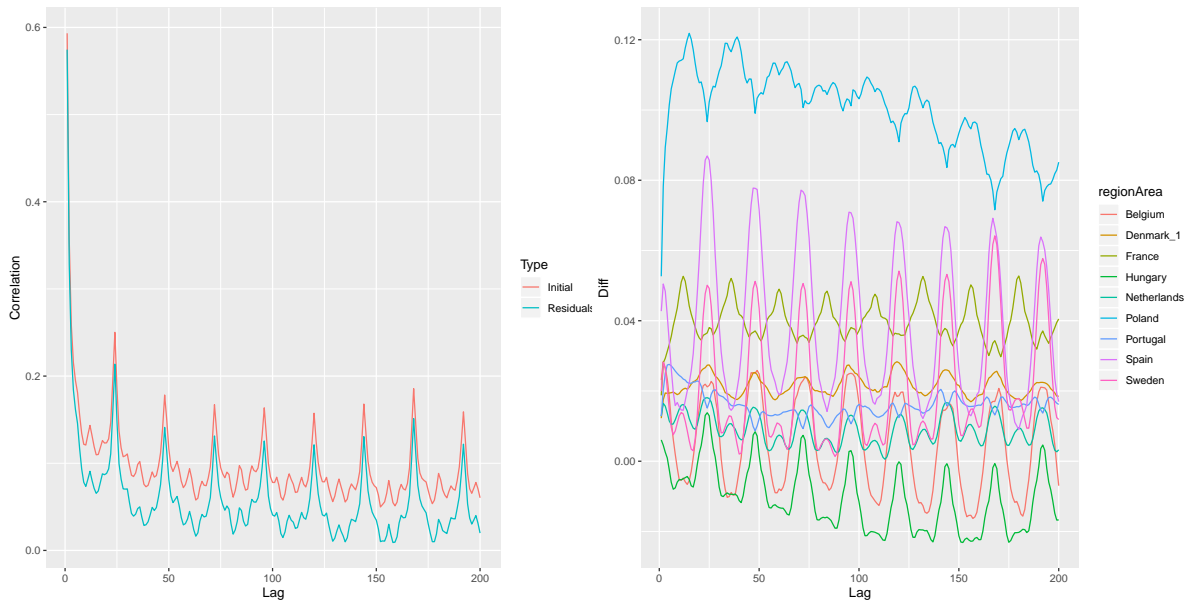 0.6
0.4
0.2
0.0
Correlation
0
50
100
150
200
Lag
Type
Initial
Residuals
0.12
0.08
0.04
0.00
Diff
0
50
100
150
200
Lag
regionArea
Belgium
Denmark_1
France
Hungary
Netherlands
Poland
Portugal
Spain
Sweden